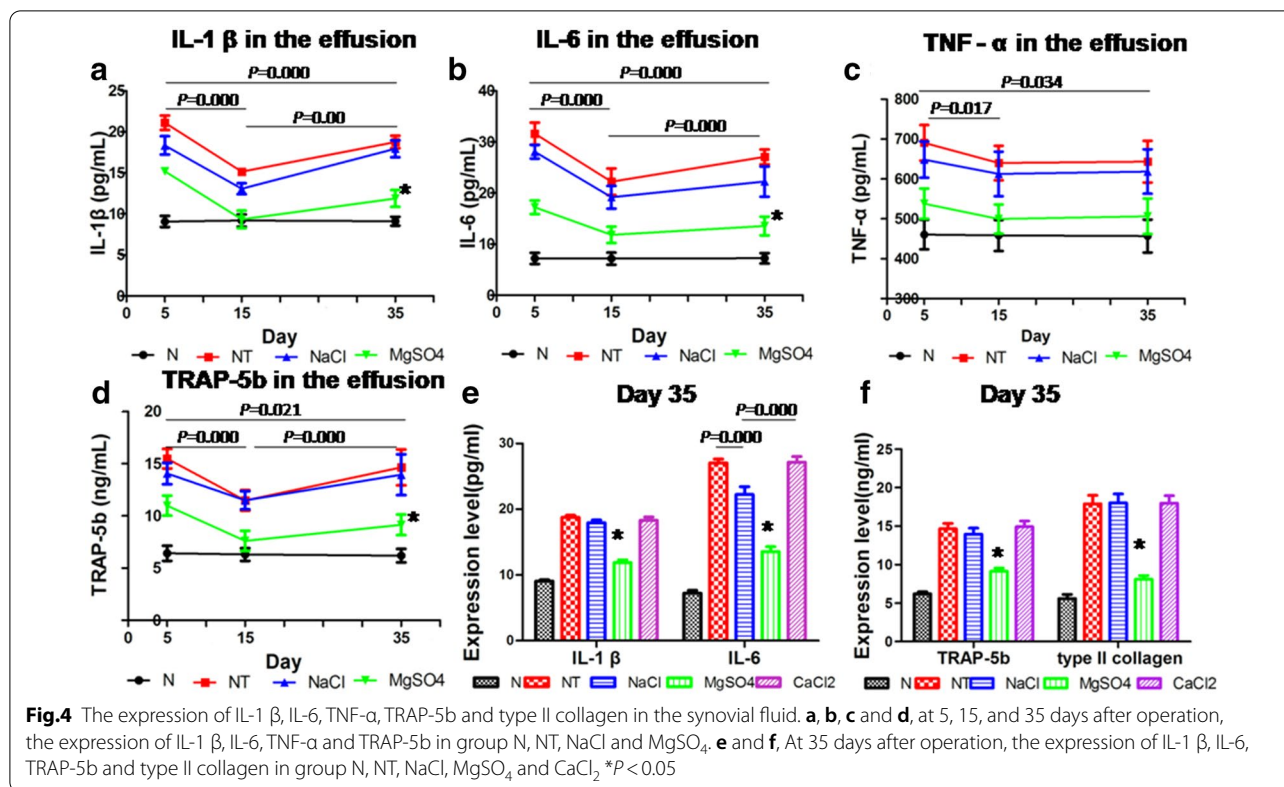 IL-1 β in the effusion
a
P=0.000
P=0.000
P=0.00
25
20
15
10
5
0
IL-1β (pg/mL)
*
0 5 15 35
Day
N NT NaCl MgSO4
IL-6 in the effusion
b
P=0.000
P=0.000
P=0.000
40
30
20
10
0
IL-6 (pg/mL)
*
0 5 15 35
Day
N NT NaCl MgSO4
TNF - α in the effusion
c
P=0.034
P=0.017
800
700
600
500
400
300
TNF-α (pg/mL)
0 5 15 35
Day
N NT NaCl MgSO4
TRAP-5b in the effusion
d
P=0.021
P=0.000
P=0.000
20
15
10
5
0
TRAP-5b (ng/mL)
*
0 5 15 35
Day
N NT NaCl MgSO4
e
Day 35
P=0.000
P=0.000
30
20
10
0
Expression level(pg/ml)
* *
IL-1 β IL-6
N NT NaCl MgSO4 CaCl2
f
Day 35
25
20
15
10
5
0
Expression level(ng/ml)
* *
TRAP-5b type II collagen
N NT NaCl MgSO4 CaCl2
Fig.4 The expression of IL-1 β, IL-6, TNF-α, TRAP-5b and type II collagen in the synovial fluid. a, b, c and d, at 5, 15, and 35 days after operation,
the expression of IL-1 β, IL-6, TNF-α and TRAP-5b in group N, NT, NaCl and MgSO₄. e and f, At 35 days after operation, the expression of IL-1 β, IL-6,
TRAP-5b and type II collagen in group N, NT, NaCl, MgSO₄ and CaCl₂ *P < 0.05